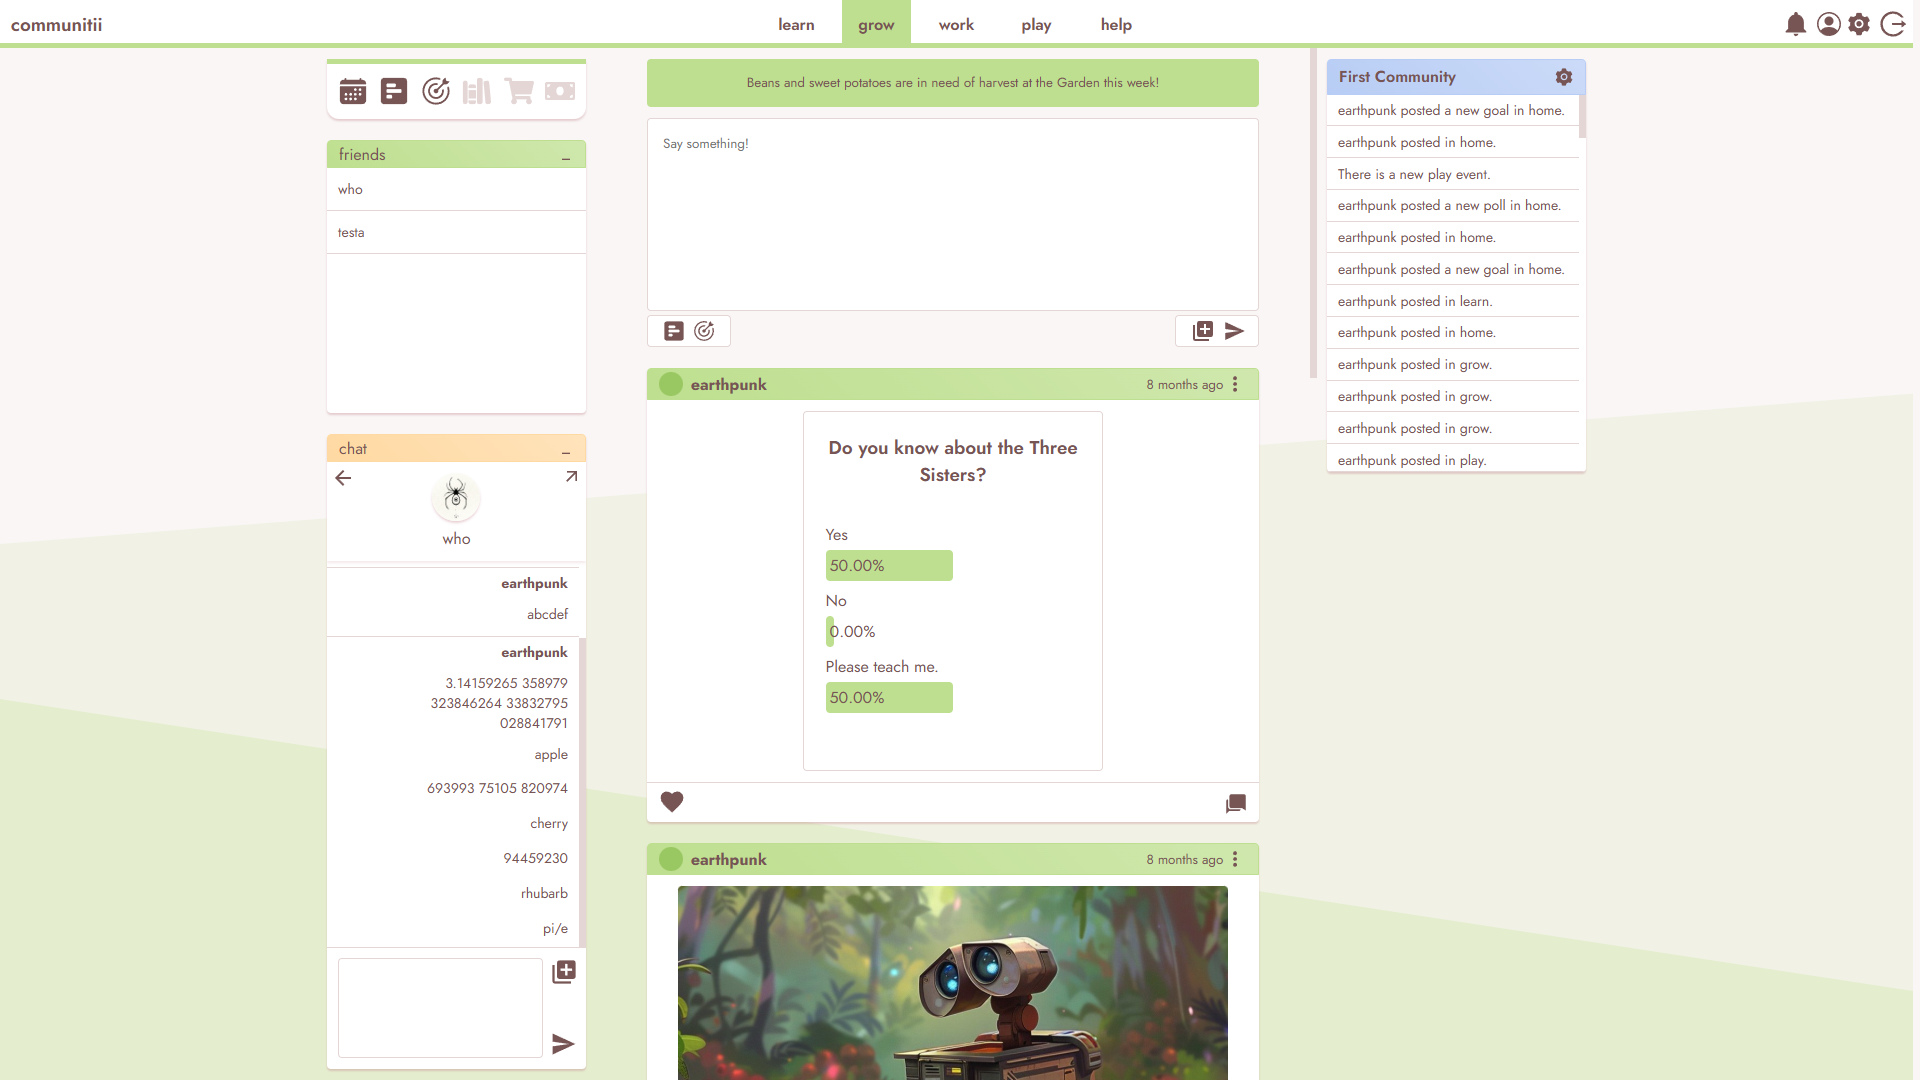 communitii
learn
grow
work
play
help
friends
who
testa
chat
who
earthpunk
abcdef
earthpunk
3.14159265 358979
323846264 33832795
028841791
apple
693993 75105 820974
cherry
94459230
rhubarb
pi/e
Beans and sweet potatoes are in need of harvest at the Garden this week!
Say something!
earthpunk
8 months ago
Do you know about the Three
Sisters?
Yes
50.00%
No
0.00%
Please teach me.
50.00%
earthpunk
8 months ago
First Community
earthpunk posted a new goal in home.
earthpunk posted in home.
There is a new play event.
earthpunk posted a new poll in home.
earthpunk posted in home.
earthpunk posted a new goal in home.
earthpunk posted in learn.
earthpunk posted in home.
earthpunk posted in grow.
earthpunk posted in grow.
earthpunk posted in grow.
earthpunk posted in play.